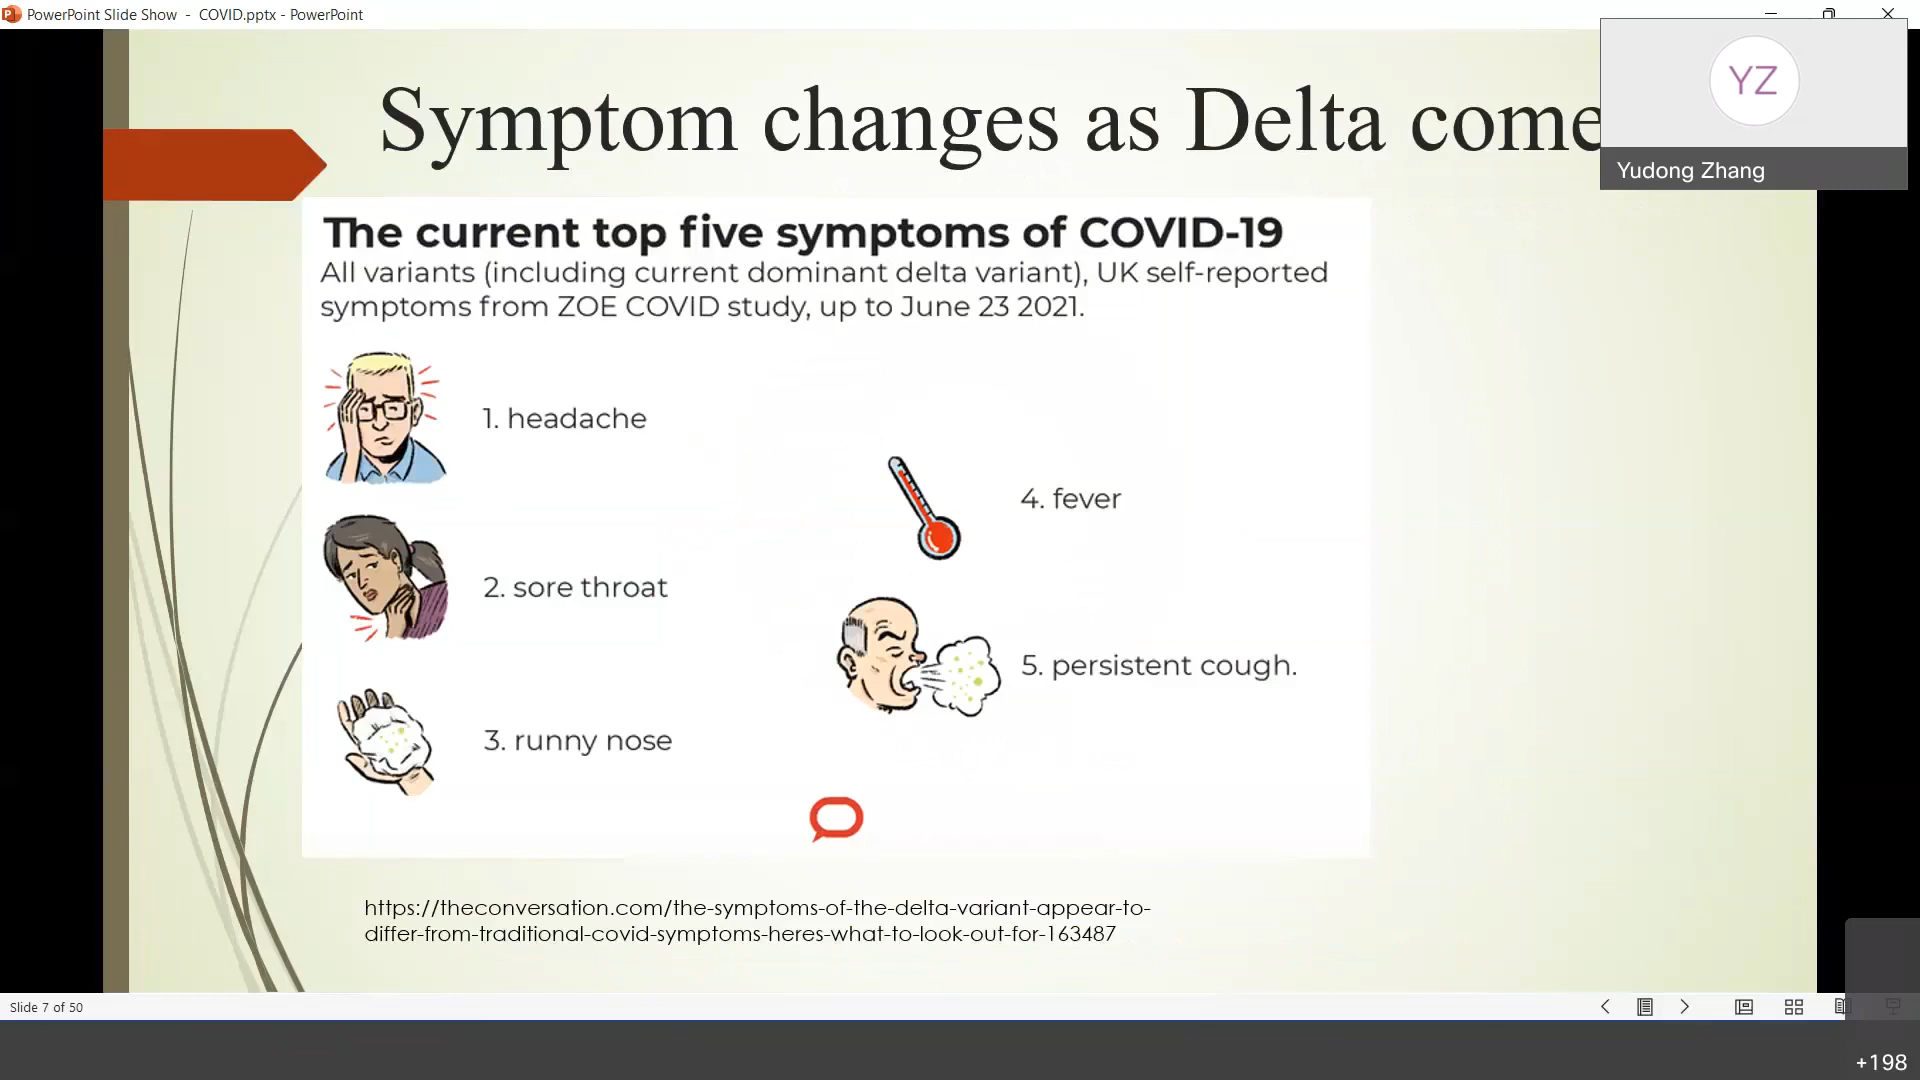 PowerPoint Slide Show - COVID.pptx - PowerPoint
YZ
Yudong Zhang
Symptom changes as Delta come
The current top five symptoms of COVID-19
All variants (including current dominant delta variant), UK self-reported
symptoms from ZOE COVID study, up to June 23 2021.
1. headache
2. sore throat
3. runny nose
4. fever
5. persistent cough.
https://theconversation.com/the-symptoms-of-the-delta-variant-appear-to-
differ-from-traditional-covid-symptoms-heres-what-to-look-out-for-163487
Slide 7 of 50
+198